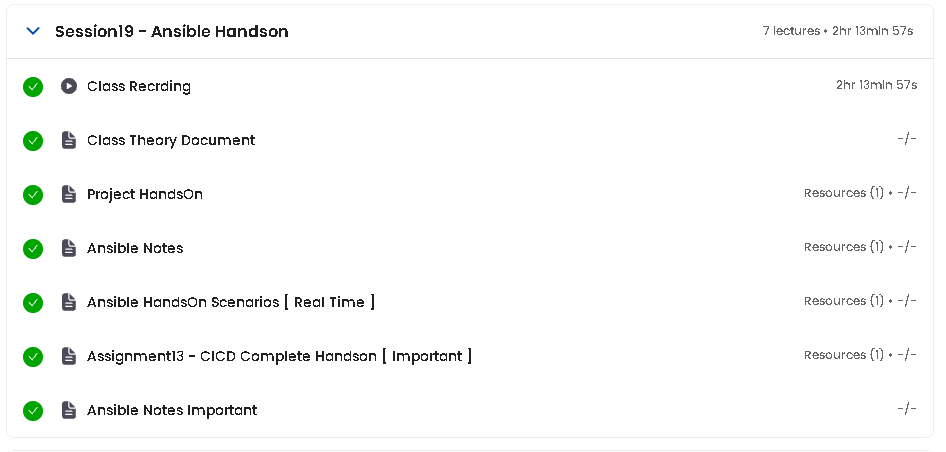 Session19 - Ansible Handson 7 lectures • 2hr 13min 57s
Class Recrding 2hr 13min 57s
Class Theory Document -/-
Project HandsOn Resources (1) • -/-
Ansible Notes Resources (1) • -/-
Ansible HandsOn Scenarios [ Real Time ] Resources (1) • -/-
Assignment13 - CICD Complete Handson [ Important ] Resources (1) • -/-
Ansible Notes Important -/-